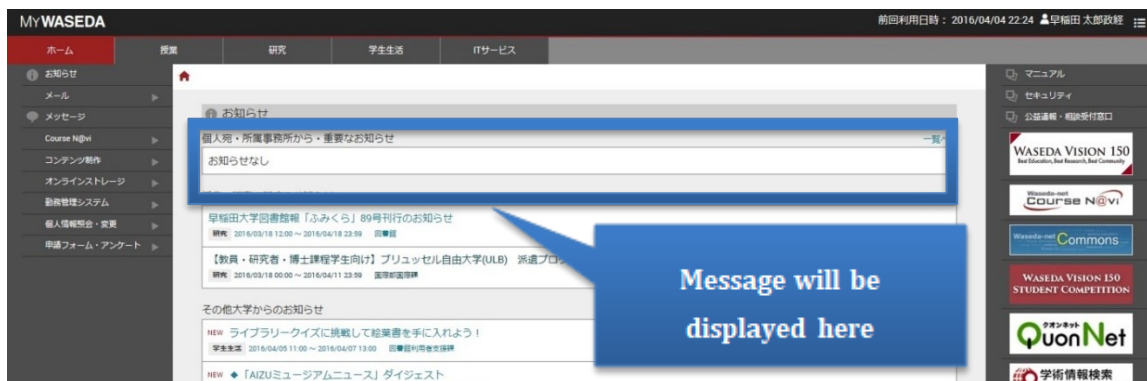 MYWASEDA
前回利用日時： 2016/04/04 22:24 早稲田 太郎政経
ホーム 授業 研究 学生生活 ITサービス
お知らせ
メール
メッセージ
Course N@vi
コンテンツ制作
オンラインストレージ
勤務管理システム
個人情報照会・変更
申請フォーム・アンケート
お知らせ
個人宛・所属事務所から・重要なお知らせ
一覧へ
お知らせなし
早稲田大学図書館報「ふみくら」89号刊行のお知らせ
研究 2016/03/18 12:00 ~ 2016/04/18 23:59
【教員・研究者・博士課程学生向け】ブリュッセル自由大学(ULB) 派遣プロ
研究 2016/03/18 00:00 ~ 2016/04/11 23:59 国際部国際課
その他大学からのお知らせ
NEW ライブラリークイズに挑戦して絵葉書を手に入れよう！
学生生活 2016/04/05 11:00 ~ 2016/04/07 13:00
NEW ◆「AIZUミュージアムニュース」ダイジェスト
Message will be
displayed here
マニュアル
セキュリティ
公益通報・相談受付窓口
WASEDA VISION 150
Best Education, Best Research, Best Community
Waseda-net
Course N@vi
Waseda-net Commons
WASEDA VISION 150
STUDENT COMPETITION
クオンネット
QuonNet
学術情報検索